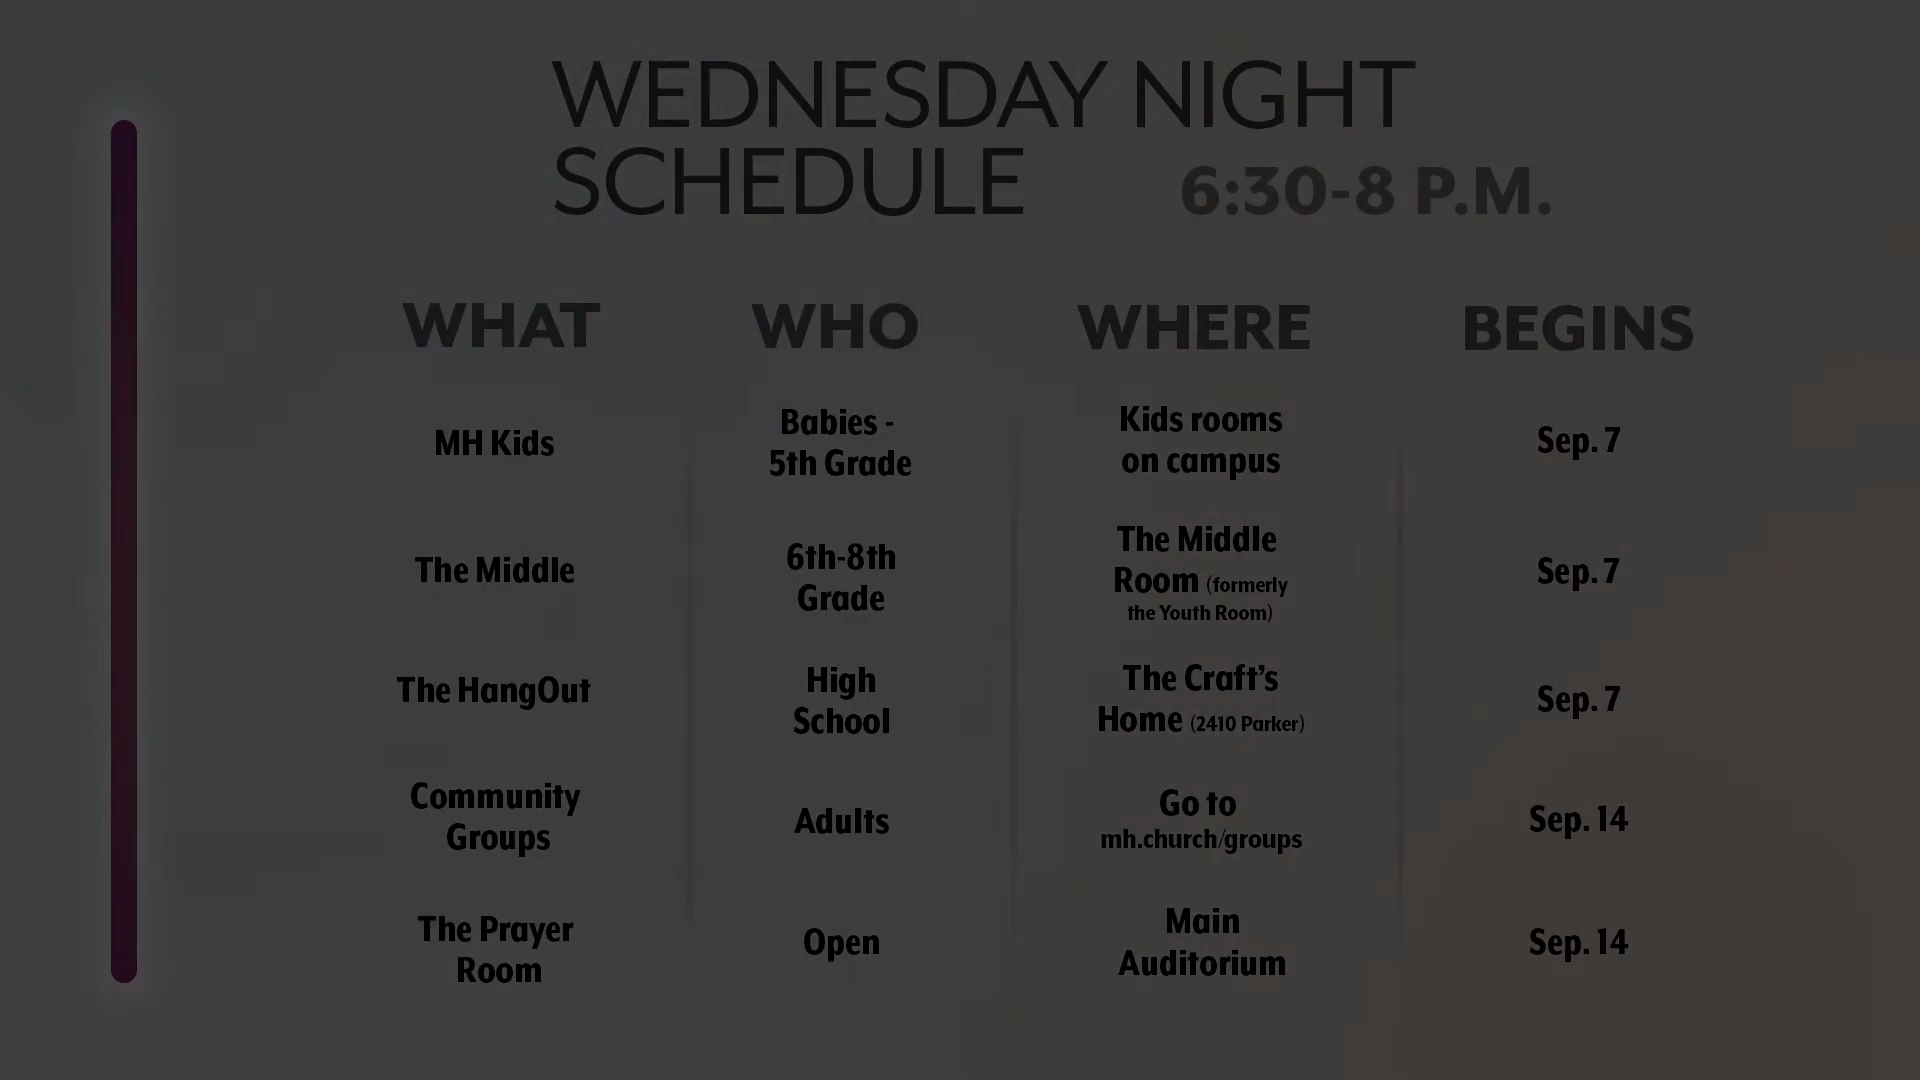 WEDNESDAY NIGHT
SCHEDULE 6:30-8 P.M.
WHAT WHO WHERE BEGINS
MH Kids
Babies -
5th Grade
Kids rooms
on campus
Sep. 7
The Middle
6th-8th
Grade
The Middle
Room (formerly
the Youth Room)
Sep. 7
The HangOut
High
School
The Craft's
Home (2410 Parker)
Sep. 7
Community
Groups
Adults
Go to
mh.church/groups
Sep. 14
The Prayer
Room
Open
Main
Auditorium
Sep. 14